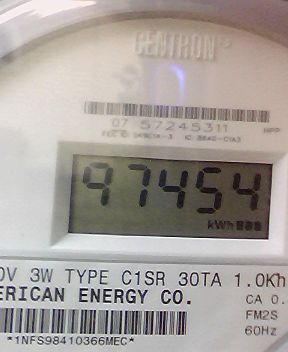 CENTRON
07 57245311
97454
kWh
0V 3W TYPE C1SR 30TA 1.0Kh
ERICAN ENERGY CO. CA 0.
FM2S
60Hz
*1NFS98410366MEC*